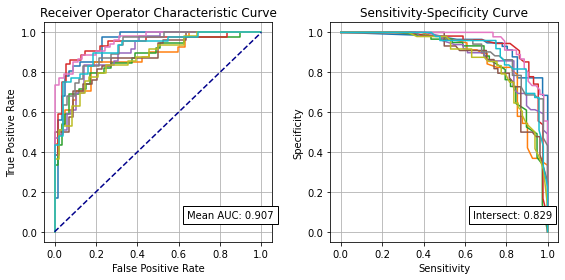 Receiver Operator Characteristic Curve
True Positive Rate
1.0
0.8
0.6
0.4
0.2
0.0
Mean AUC: 0.907
0.0 0.2 0.4 0.6 0.8 1.0
False Positive Rate
Sensitivity-Specificity Curve
Specificity
1.0
0.8
0.6
0.4
0.2
0.0
Intersect: 0.829
0.0 0.2 0.4 0.6 0.8 1.0
Sensitivity